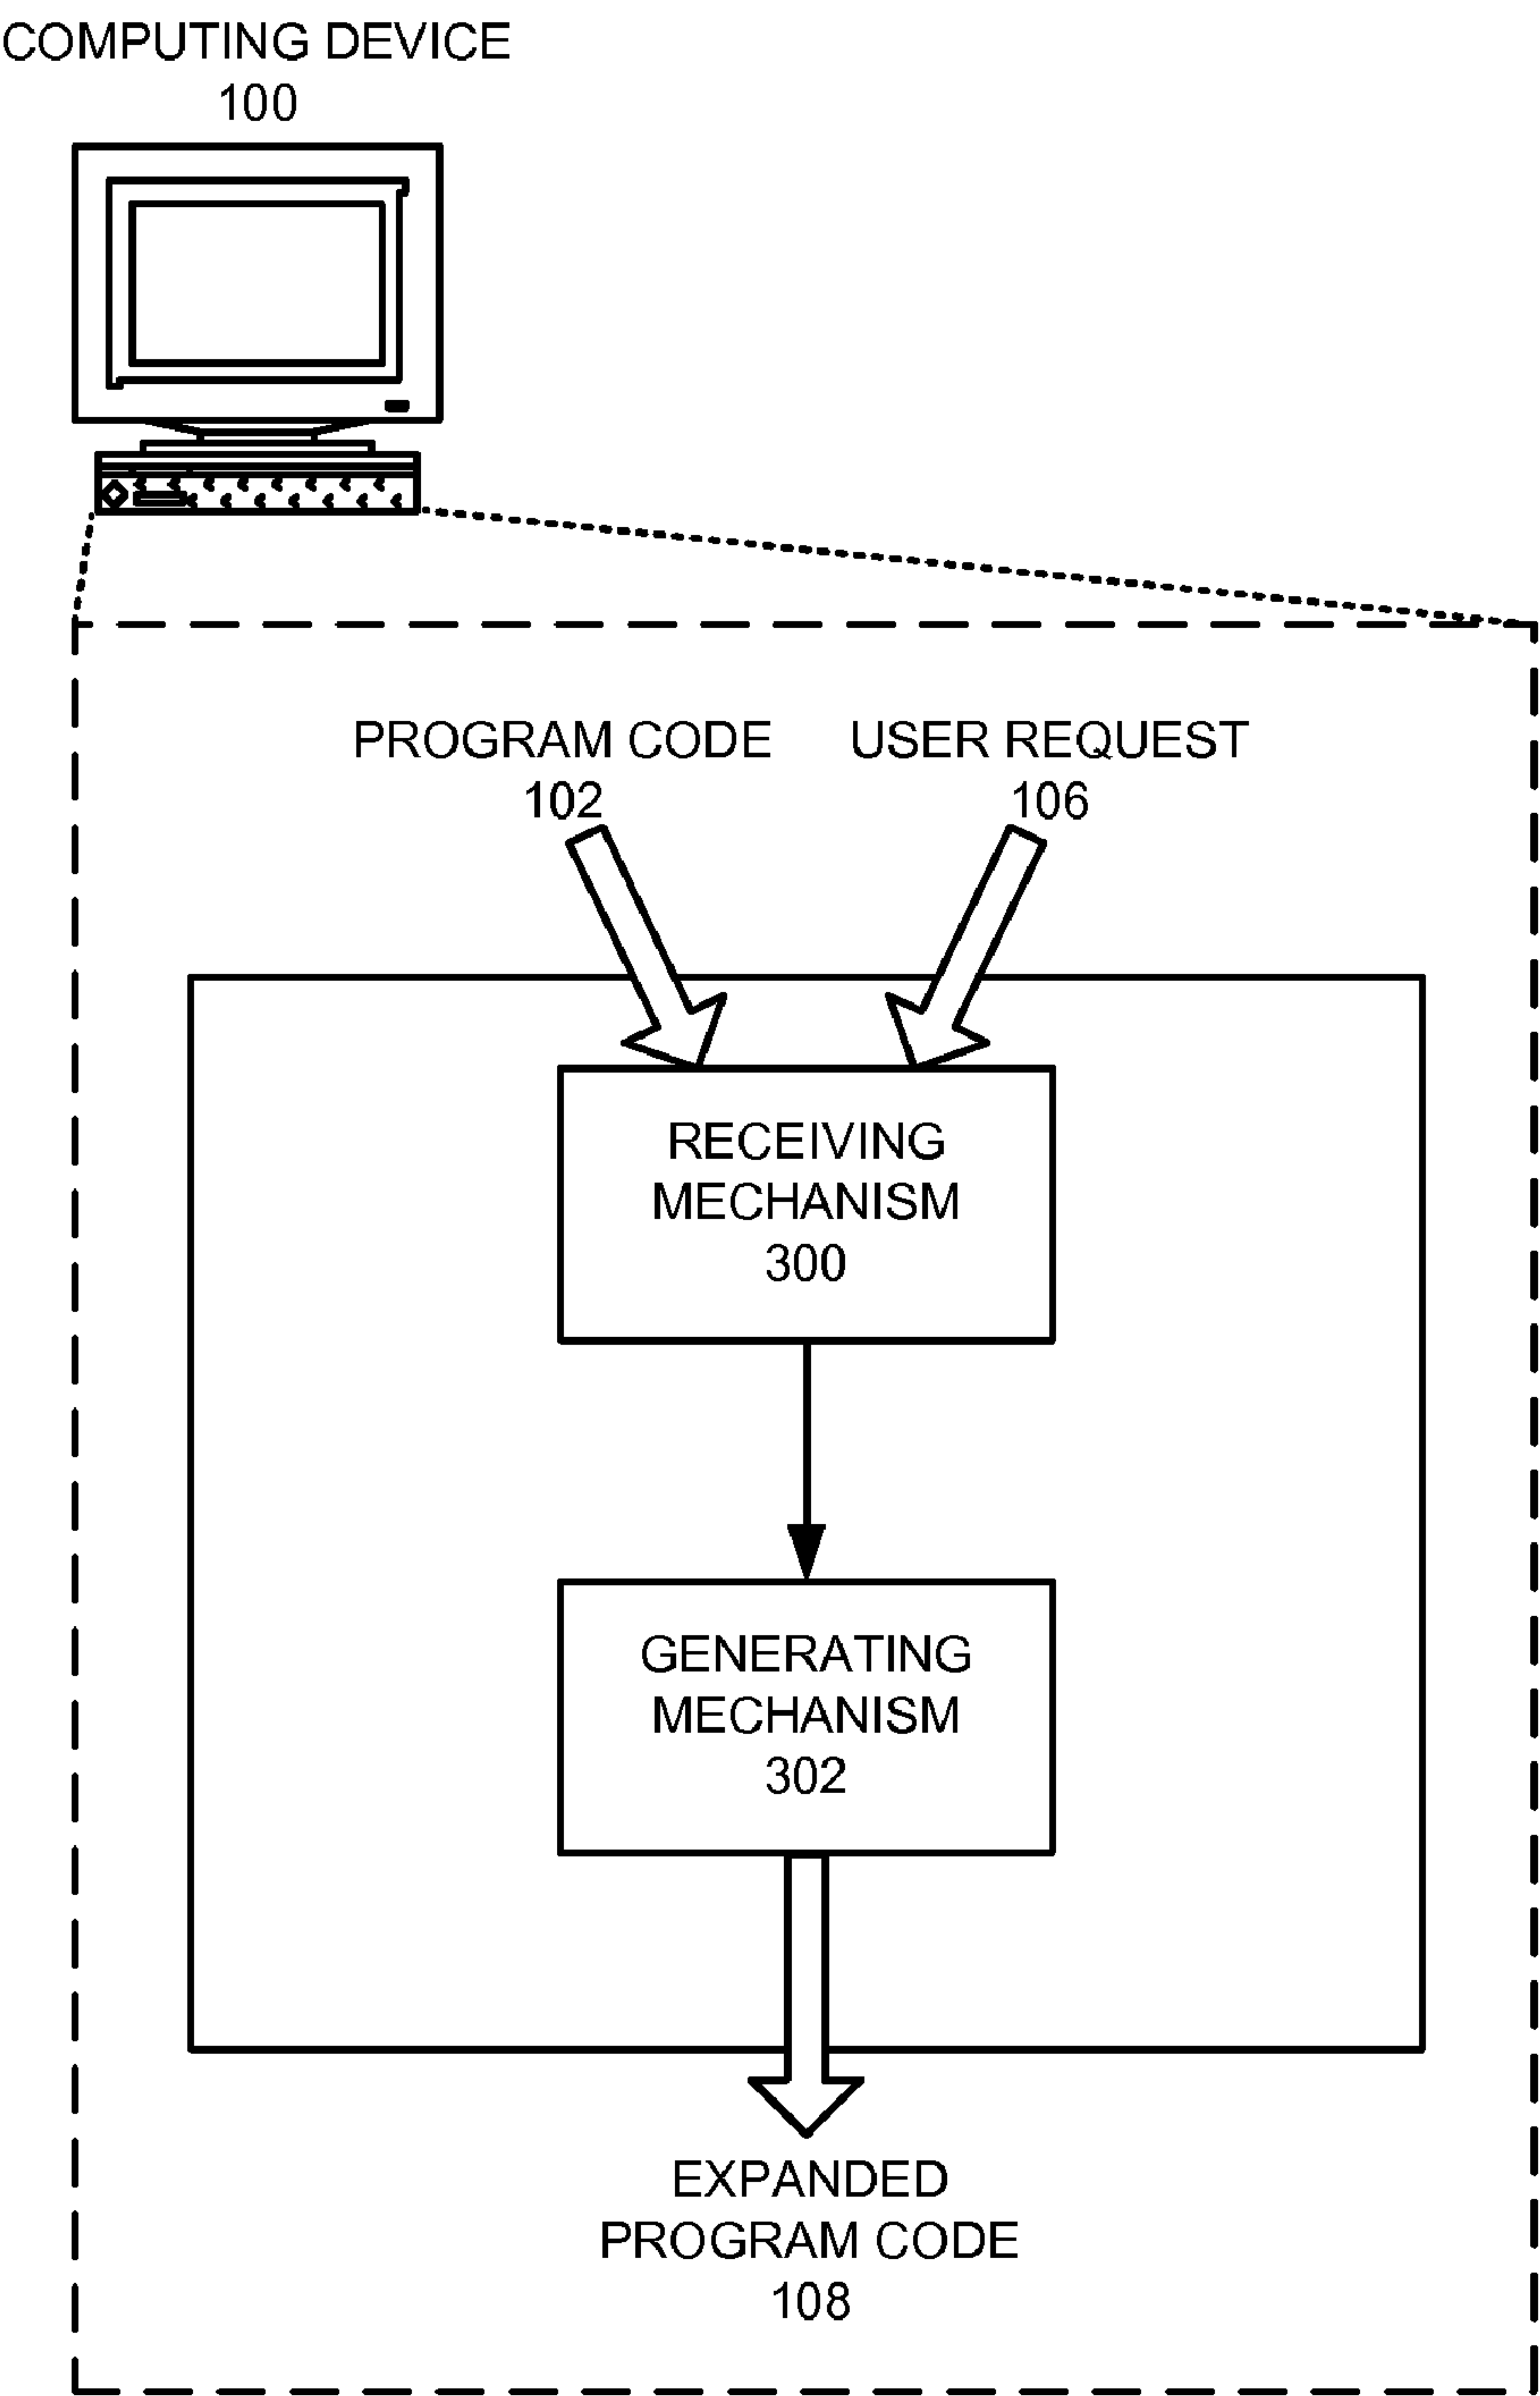 COMPUTING DEVICE
100
PROGRAM CODE
102
USER REQUEST
106
RECEIVING
MECHANISM
300
GENERATING
MECHANISM
302
EXPANDED
PROGRAM CODE
108